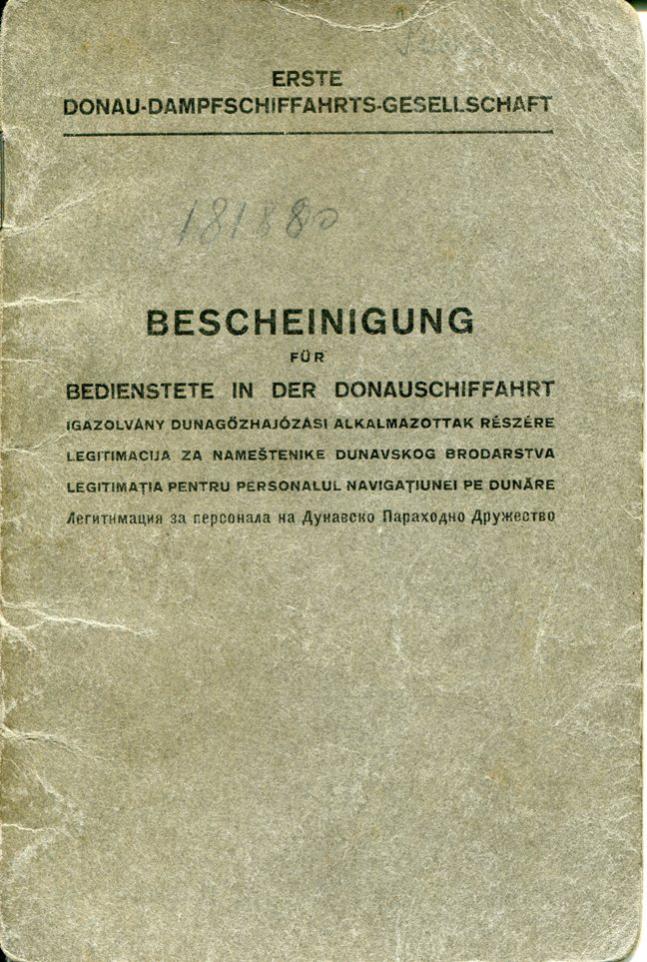 ERSTE
DONAU-DAMPFSCHIFFAHRTS-GESELLSCHAFT
181880
BESCHEINIGUNG
FÜR
BEDIENSTETE IN DER DONAUSCHIFFAHRT
IGAZOLVÁNY DUNAGŐZHAJÓZÁSI ALKALMAZOTTAK RÉSZÉRE
LEGITIMACIJA ZA NAMEŠTENIKE DUNAVSKOG BRODARSTVA
LEGITIMAȚIA PENTRU PERSONALUL NAVIGAȚIUNEI PE DUNĂRE
Легитимация за персонала на Дунавско Параходно Дружество